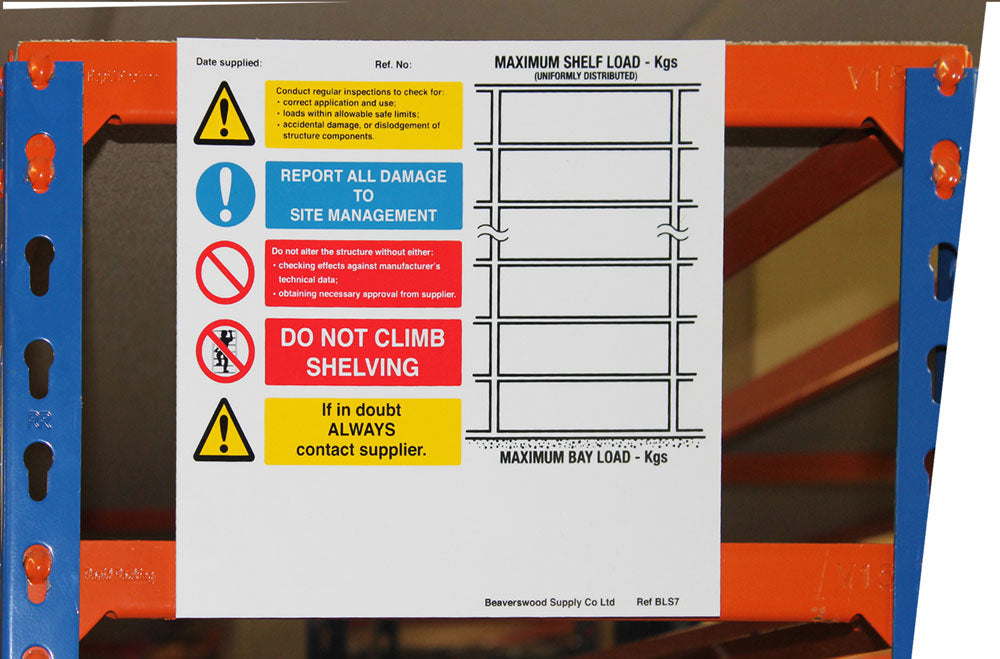 Date supplied:
Ref. No:
Conduct regular inspections to check for:
• correct application and use;
• loads within allowable safe limits;
• accidental damage, or dislodgement of
structure components.
REPORT ALL DAMAGE
TO
SITE MANAGEMENT
Do not alter the structure without either:
• checking effects against manufacturer's
technical data;
• obtaining necessary approval from supplier.
DO NOT CLIMB
SHELVING
If in doubt
ALWAYS
contact supplier.
MAXIMUM SHELF LOAD - Kgs
(UNIFORMLY DISTRIBUTED)
MAXIMUM BAY LOAD - Kgs
Beaverswood Supply Co Ltd
Ref BLS7